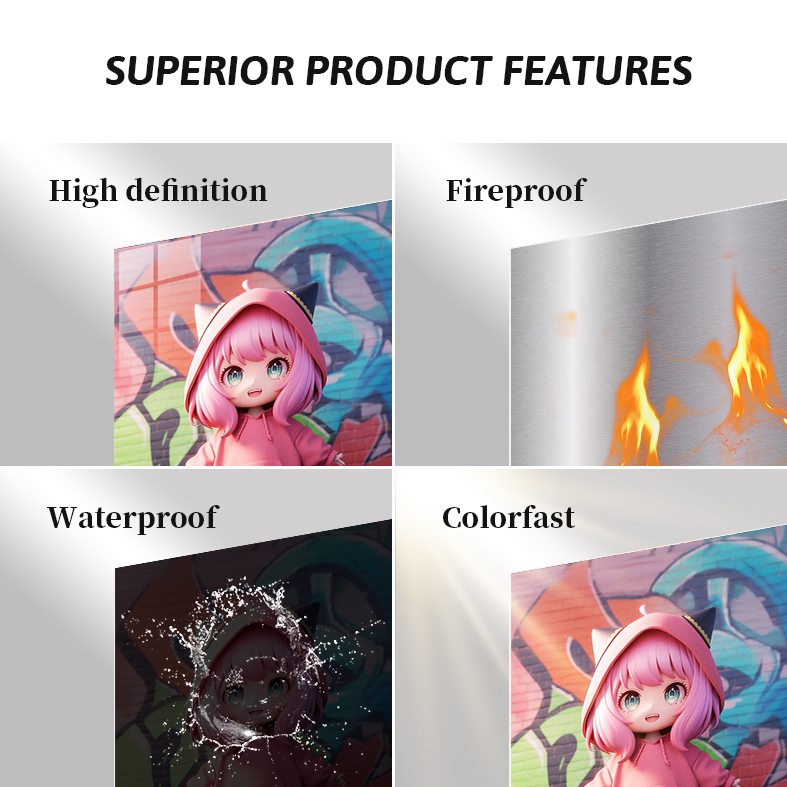 SUPERIOR PRODUCT FEATURES
High definition
Fireproof
Waterproof
Colorfast